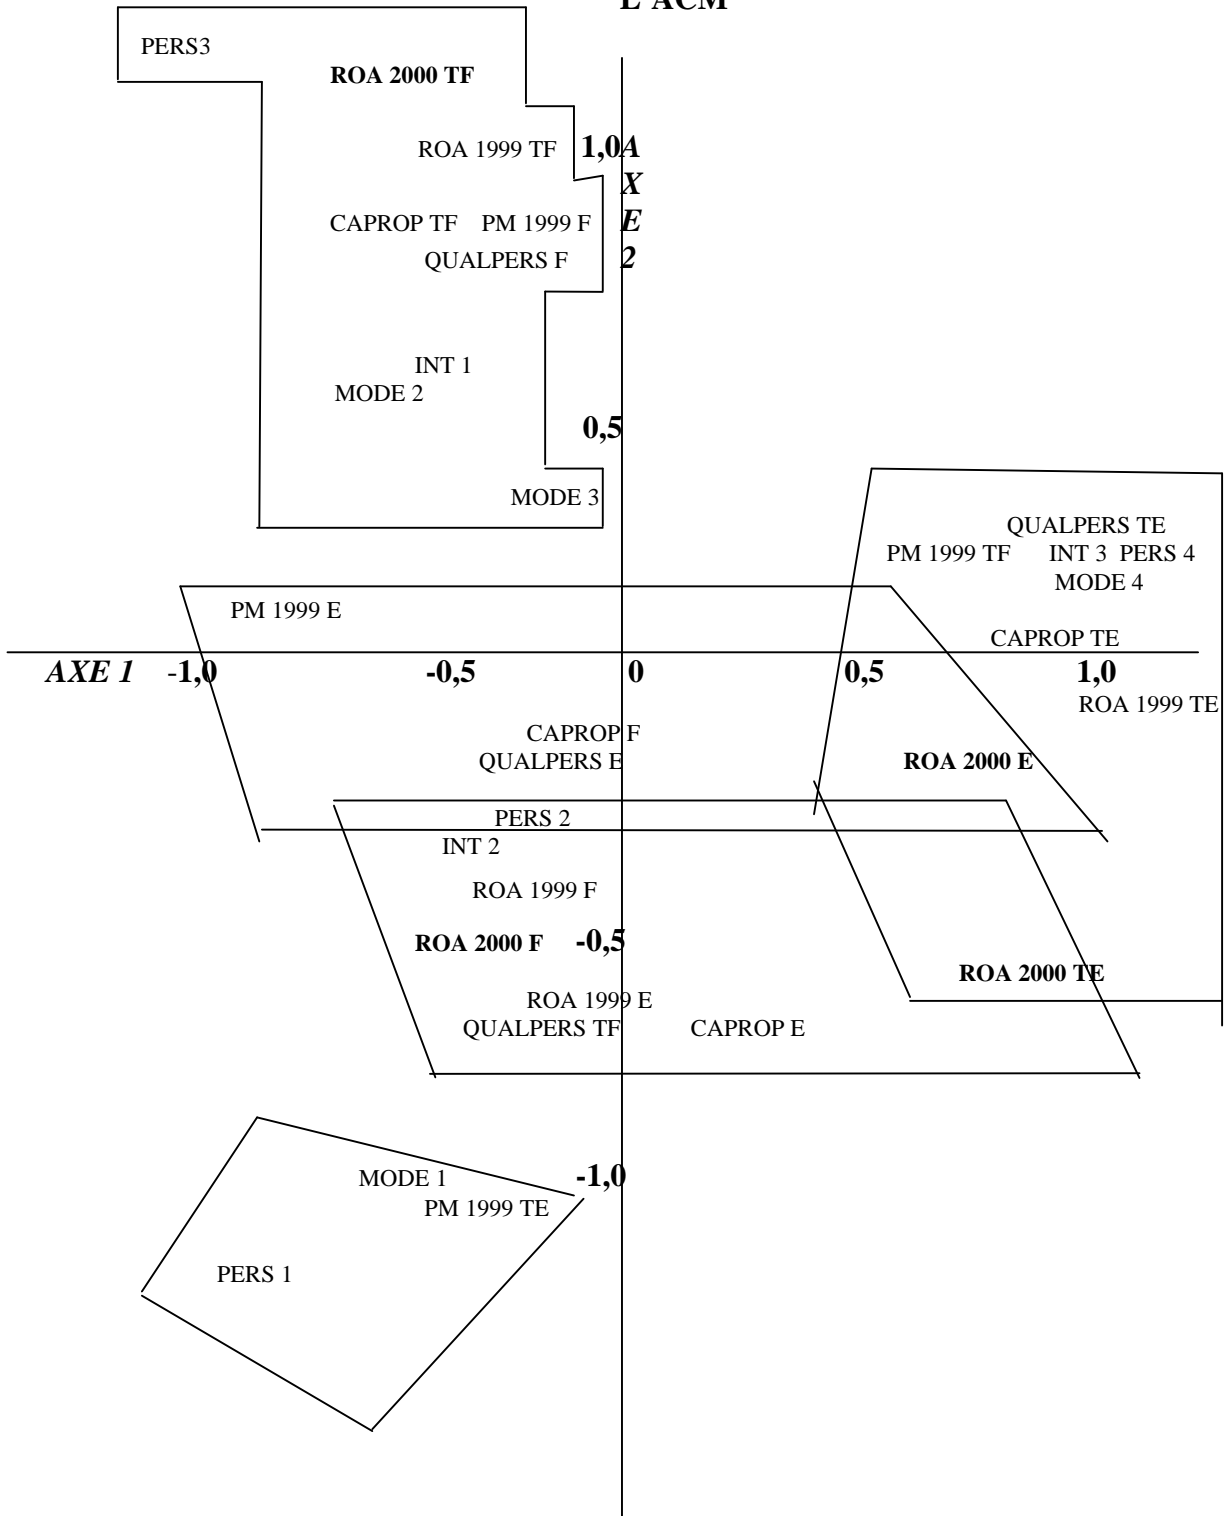 L'ACM
PERS3
ROA 2000 TF
ROA 1999 TF
1,0
A
X
E
2
CAPROP TF PM 1999 F
QUALPERS F
INT 1
MODE 2
0,5
MODE 3
QUALPERS TE
PM 1999 TF INT 3 PERS 4
MODE 4
PM 1999 E
CAPROP TE
AXE 1 -1,0 -0,5 0 0,5 1,0
ROA 1999 TE
CAPROP F
QUALPERS E ROA 2000 E
PERS 2
INT 2
ROA 1999 F
ROA 2000 F -0,5
ROA 2000 TE
ROA 1999 E
QUALPERS TF CAPROP E
MODE 1 -1,0
PM 1999 TE
PERS 1